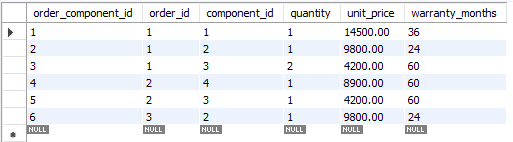 order_component_id order_id component_id quantity unit_price warranty_months
1 1 1 1 14500.00 36
2 1 2 1 9800.00 24
3 1 3 2 4200.00 60
4 2 4 1 8900.00 60
5 2 3 1 4200.00 60
6 3 2 1 9800.00 24
NULL NULL NULL NULL NULL NULL